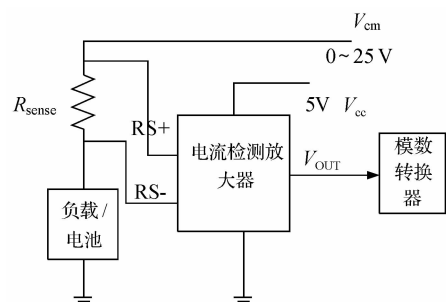 Vcm
0~25 V
Rsense
RS+
5V Vcc
电流检测放
大器
VOUT
模数
转换
器
RS-
负载/
电池